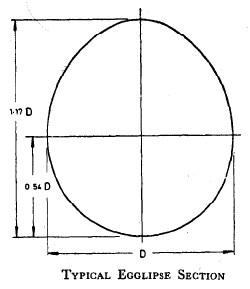 1·17 D
0·54 D
D
TYPICAL EGGLIPSE SECTION